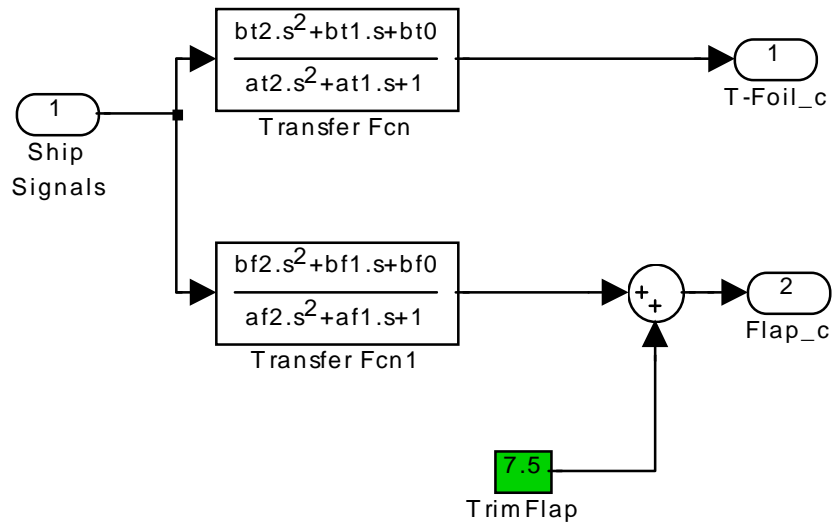 bt2.s²+bt1.s+bt0
at2.s²+at1.s+1
Transfer Fcn
1
T-Foil_c
1
Ship
Signals
bf2.s²+bf1.s+bf0
af2.s²+af1.s+1
Transfer Fcn1
+
+
2
Flap_c
7.5
TrimFlap